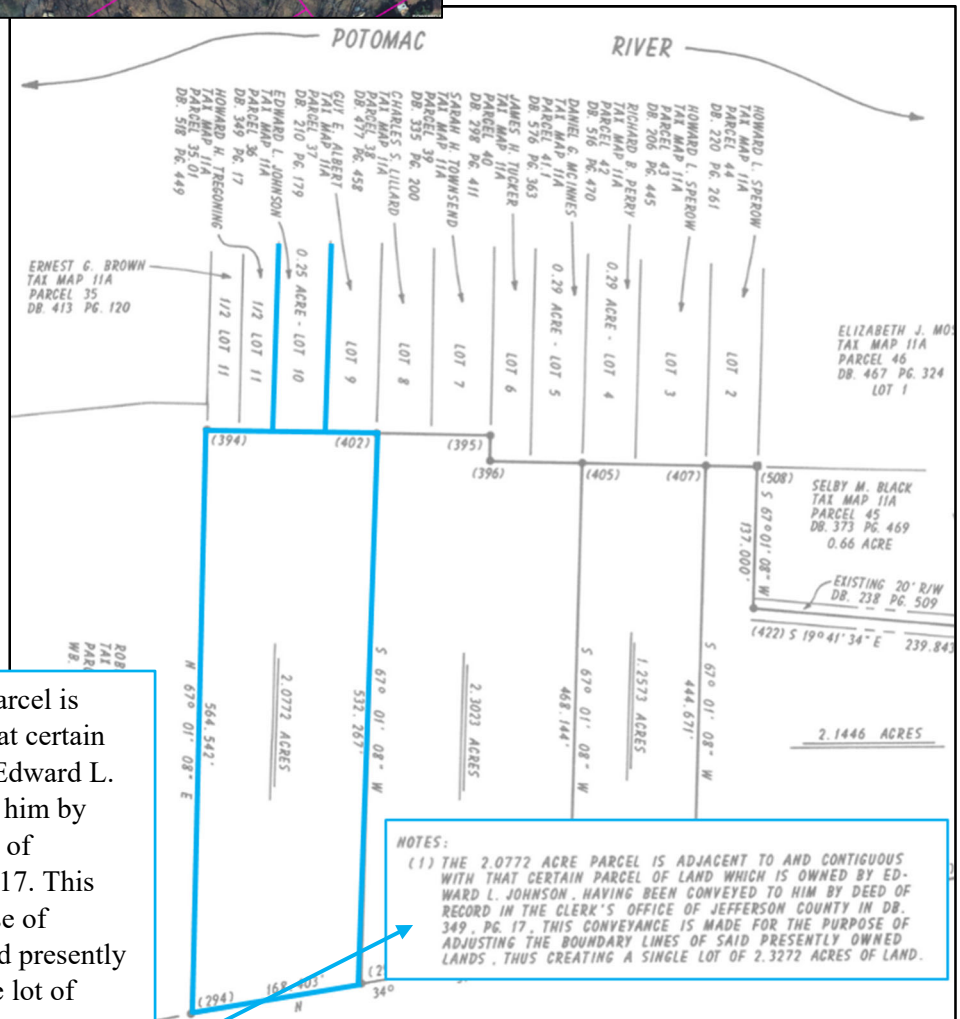 POTOMAC RIVER
HOWARD H. TREGONING
TAX MAP 11A
PARCEL 35.01
DB. 518 PG. 449
EDWARD L. JOHNSON
TAX MAP 11A
PARCEL 36
DB. 349 PG. 17
GUY E. ALBERT
TAX MAP 11A
PARCEL 37
DB. 210 PG. 179
CHARLES S. LILLARD
TAX MAP 11A
PARCEL 38
DB. 477 PG. 458
SARAH H. TOWNSEND
TAX MAP 11A
PARCEL 39
DB. 335 PG. 200
JAMES H. TUCKER
TAX MAP 11A
PARCEL 40
DB. 298 PG. 411
DANIEL G. MCINNES
TAX MAP 11A
PARCEL 41.1
DB. 576 PG. 363
RICHARD B. PERRY
TAX MAP 11A
PARCEL 42
DB. 516 PG. 470
HOWARD L. SPEROW
TAX MAP 11A
PARCEL 43
DB. 206 PG. 445
HOWARD L. SPEROW
TAX MAP 11A
PARCEL 44
DB. 220 PG. 261
ERNEST G. BROWN
TAX MAP 11A
PARCEL 35
DB. 413 PG. 120
1/2 LOT 11
1/2 LOT 11
0.25 ACRE - LOT 10
LOT 9
LOT 8
LOT 7
LOT 6
0.29 ACRE - LOT 5
0.29 ACRE - LOT 4
LOT 3
LOT 2
ELIZABETH J. MOS
TAX MAP 11A
PARCEL 46
DB. 467 PG. 324
LOT 1
(394)
(402)
(395)
(396)
(405)
(407)
(508)
SELBY M. BLACK
TAX MAP 11A
PARCEL 45
DB. 373 PG. 469
0.66 ACRE
S 67° 01' 08" W
137.000'
EXISTING 20' R/W
DB. 238 PG. 509
(422) S 19° 41' 34" E 239.843
ROB
TAX
PARC
WB.
N 67° 01' 08" E
564.542'
2.0772 ACRES
S 67° 01' 08" W
532.267'
2.3023 ACRES
S 67° 01' 08" W
468.144'
1.2573 ACRES
S 67° 01' 08" W
444.671'
2.1446 ACRES
arcel is
at certain
Edward L.
him by
of
17. This
se of
d presently
e lot of
NOTES:
(1) THE 2.0772 ACRE PARCEL IS ADJACENT TO AND CONTIGUOUS
WITH THAT CERTAIN PARCEL OF LAND WHICH IS OWNED BY ED-
WARD L. JOHNSON, HAVING BEEN CONVEYED TO HIM BY DEED OF
RECORD IN THE CLERK'S OFFICE OF JEFFERSON COUNTY IN DB.
349, PG. 17. THIS CONVEYANCE IS MADE FOR THE PURPOSE OF
ADJUSTING THE BOUNDARY LINES OF SAID PRESENTLY OWNED
LANDS, THUS CREATING A SINGLE LOT OF 2.3272 ACRES OF LAND.
(294)
168.403'
N
(2
34°